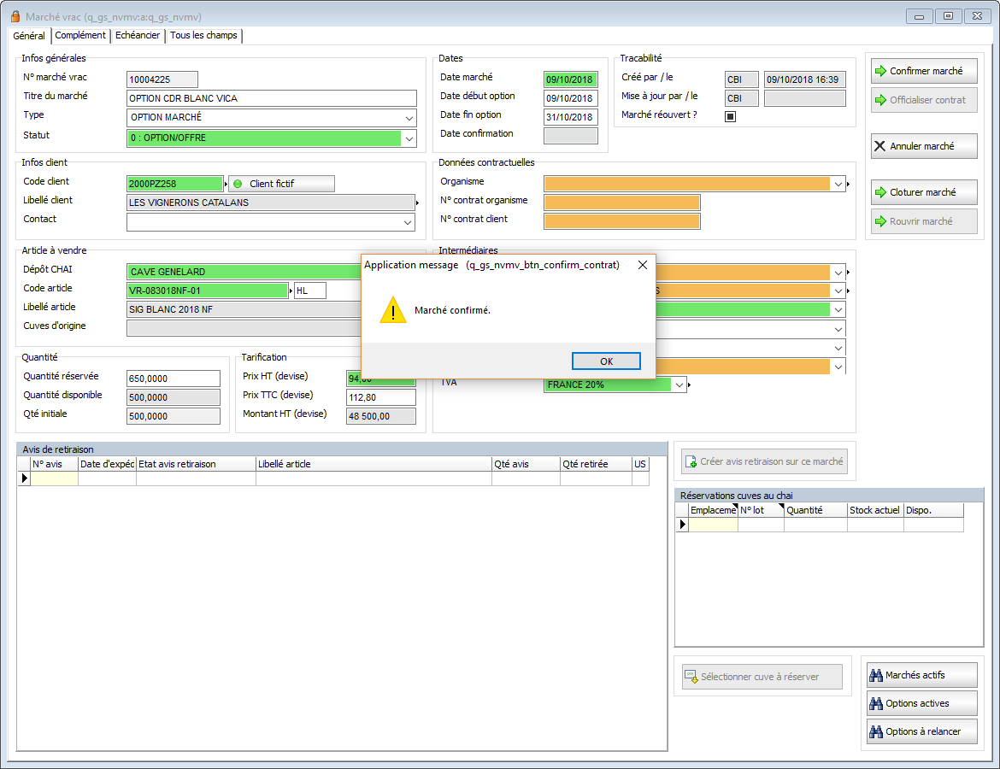 Marché vrac (q_gs_nvmv:a:q_gs_nvmv)
Général Complément Echéancier Tous les champs
Infos générales
N° marché vrac 10004225
Titre du marché OPTION CDR BLANC VICA
Type OPTION MARCHÉ
Statut 0 : OPTION/OFFRE
Dates
Date marché 09/10/2018
Date début option 09/10/2018
Date fin option 31/10/2018
Date confirmation
Tracabilité
Créé par / le CBI 09/10/2018 16:39
Mise à jour par / le CBI
Marché réouvert ?
Confirmer marché
Officialiser contrat
Annuler marché
Cloturer marché
Rouvrir marché
Infos client
Code client 2000PZ258 Client fictif
Libellé client LES VIGNERONS CATALANS
Contact
Données contractuelles
Organisme
N° contrat organisme
N° contrat client
Article à vendre
Dépôt CHAI CAVE GENELARD
Code article VR-083018NF-01 HL
Libellé article SIG BLANC 2018 NF
Cuves d'origine
Intermédiaires
S
TVA FRANCE 20%
Application message (q_gs_nvmv_btn_confirm_contrat)
Marché confirmé.
OK
Quantité
Quantité réservée 650,0000
Quantité disponible 500,0000
Qté initiale 500,0000
Tarification
Prix HT (devise) 94,00
Prix TTC (devise) 112,80
Montant HT (devise) 48 500,00
Avis de retiraison
N° avis Date d'expéd Etat avis retiraison Libellé article Qté avis Qté retirée US
Créer avis retiraison sur ce marché
Réservations cuves au chai
Emplaceme N° lot Quantité Stock actuel Dispo.
Sélectionner cuve à réserver
Marchés actifs
Options actives
Options à relancer